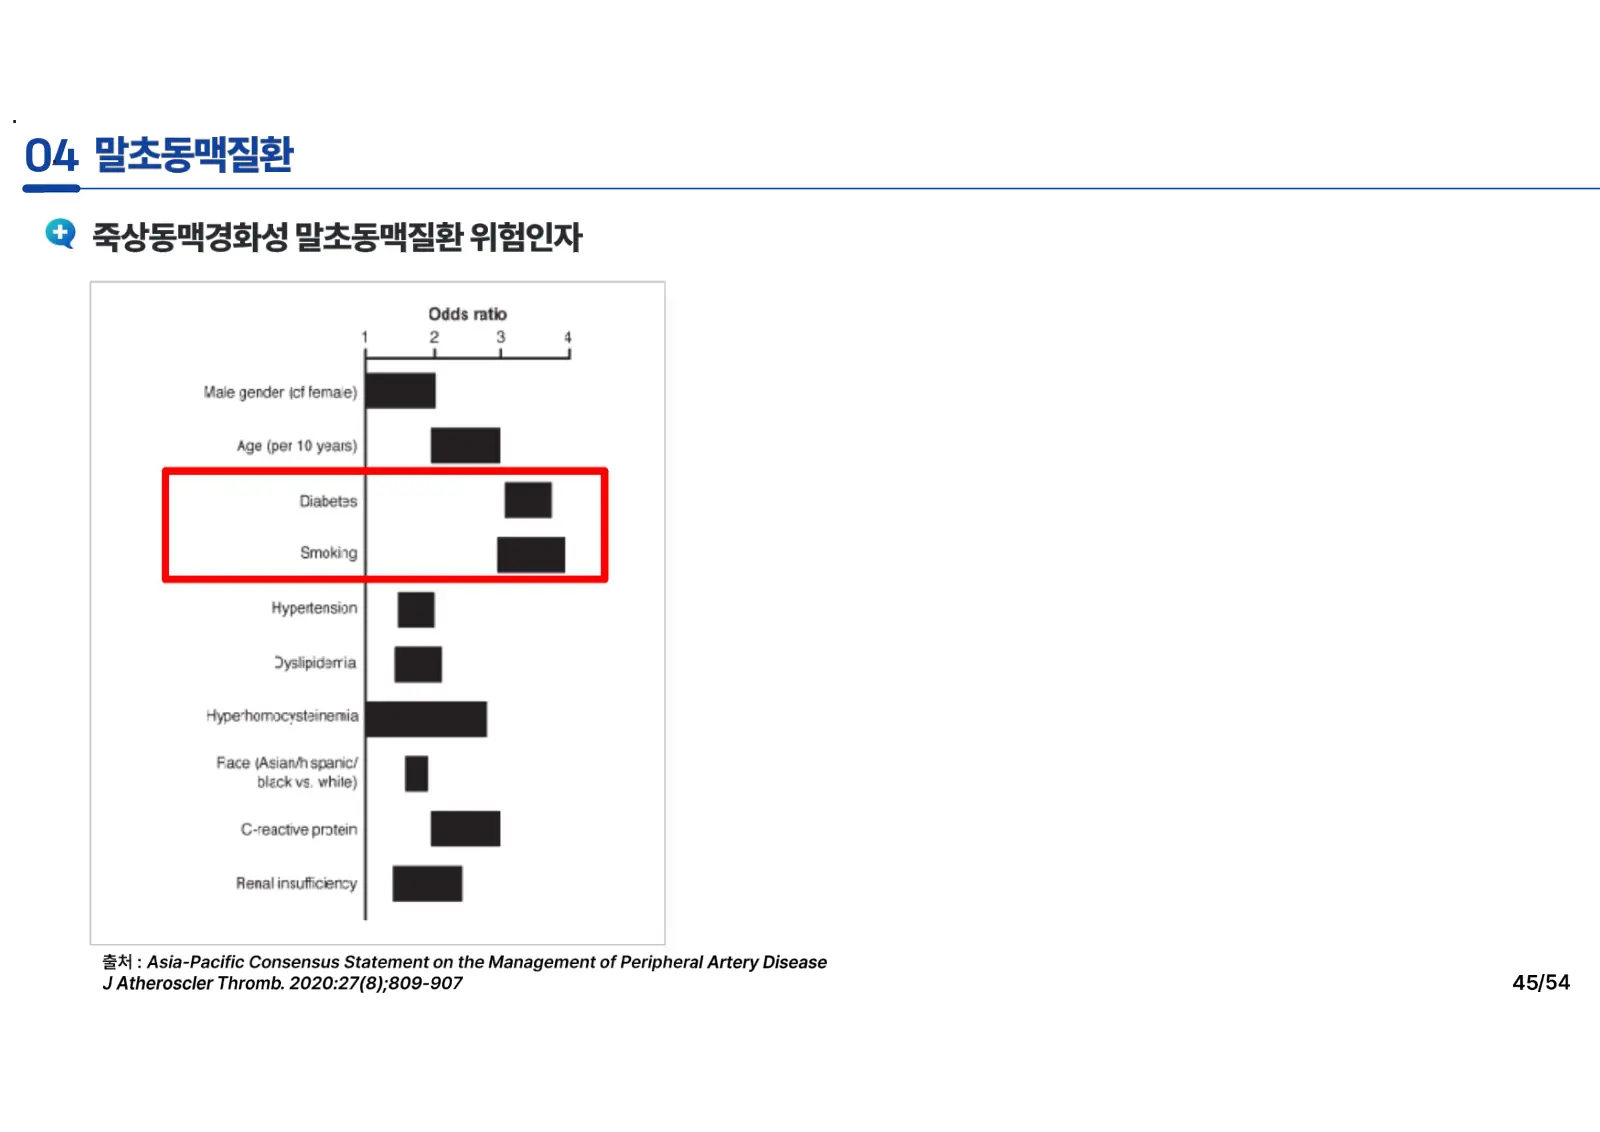 04 말초동맥질환
죽상동맥경화성 말초동맥질환 위험인자
Odds ratio
1 2 3 4
Male gender (cf female)
Age (per 10 years)
Diabetes
Smoking
Hypertension
Dyslipidemia
Hyperhomocysteinemia
Race (Asian/hispanic/
black vs. white)
C-reactive protein
Renal insufficiency
출처 : Asia-Pacific Consensus Statement on the Management of Peripheral Artery Disease
J Atheroscler Thromb. 2020:27(8);809-907
45/54